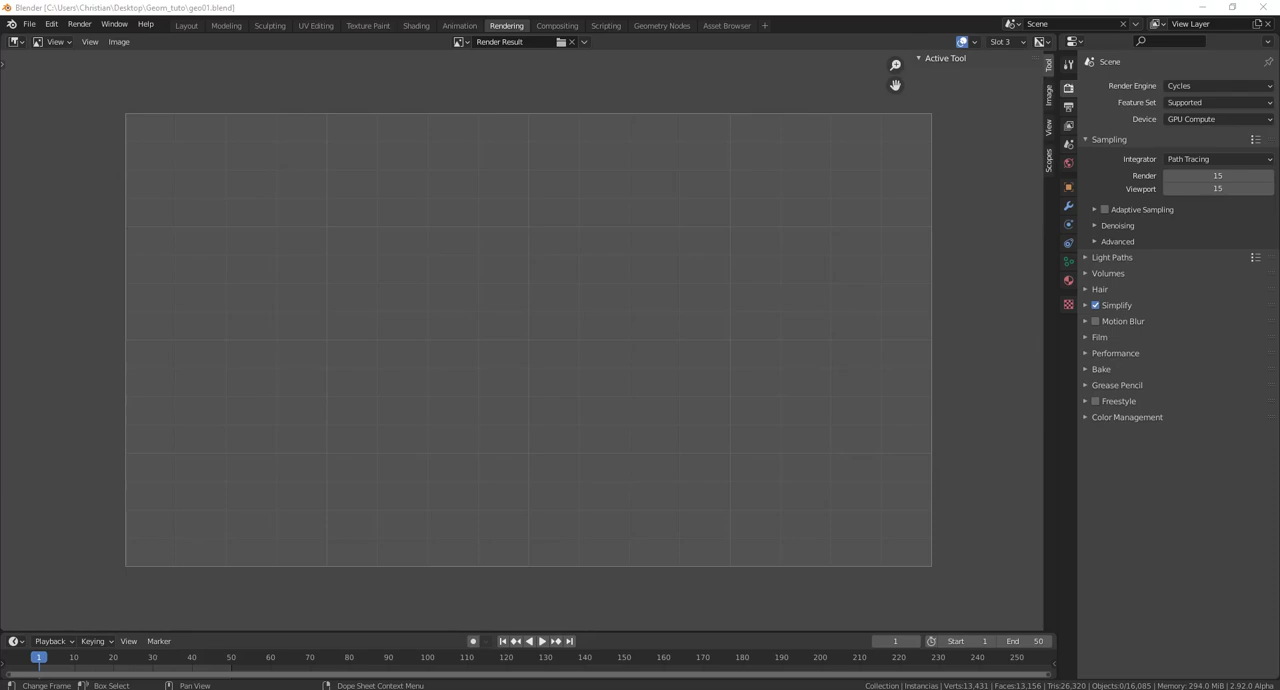 Blender [C:\Users\Christian\Desktop\Geom_tuto\geo01.blend]
File Edit Render Window Help Layout Modeling Sculpting UV Editing Texture Paint Shading Animation Rendering Compositing Scripting Geometry Nodes Asset Browser + Scene View Layer
View View Image Render Result Slot 3
Active Tool
Tool
Image
View
Scopes
Scene
Render Engine Cycles
Feature Set Supported
Device GPU Compute
Sampling
Integrator Path Tracing
Render 15
Viewport 15
Adaptive Sampling
Denoising
Advanced
Light Paths
Volumes
Hair
Simplify
Motion Blur
Film
Performance
Bake
Grease Pencil
Freestyle
Color Management
Playback Keying View Marker 1 Start 1 End 50
1 10 20 30 40 50 60 70 80 90 100 110 120 130 140 150 160 170 180 190 200 210 220 230 240 250
Change Frame Box Select Pan View Dope Sheet Context Menu Collection | Instancias | Verts:13,431 | Faces:13,156 | Tris:26,320 | Objects:0/16,085 | Memory: 294.0 MiB | 2.92.0 Alpha